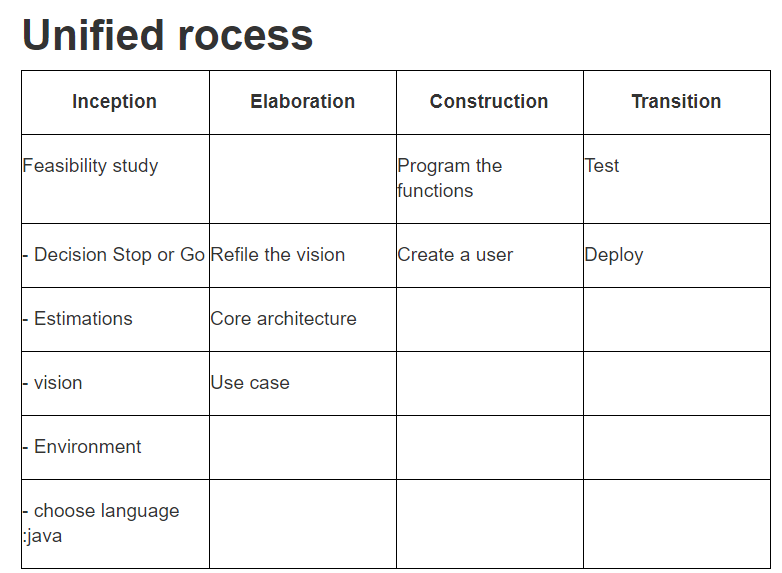 Unified rocess
Inception Elaboration Construction Transition
Feasibility study Program the Test
functions
- Decision Stop or Go Refile the vision Create a user Deploy
- Estimations Core architecture
- vision Use case
- Environment
- choose language
:java